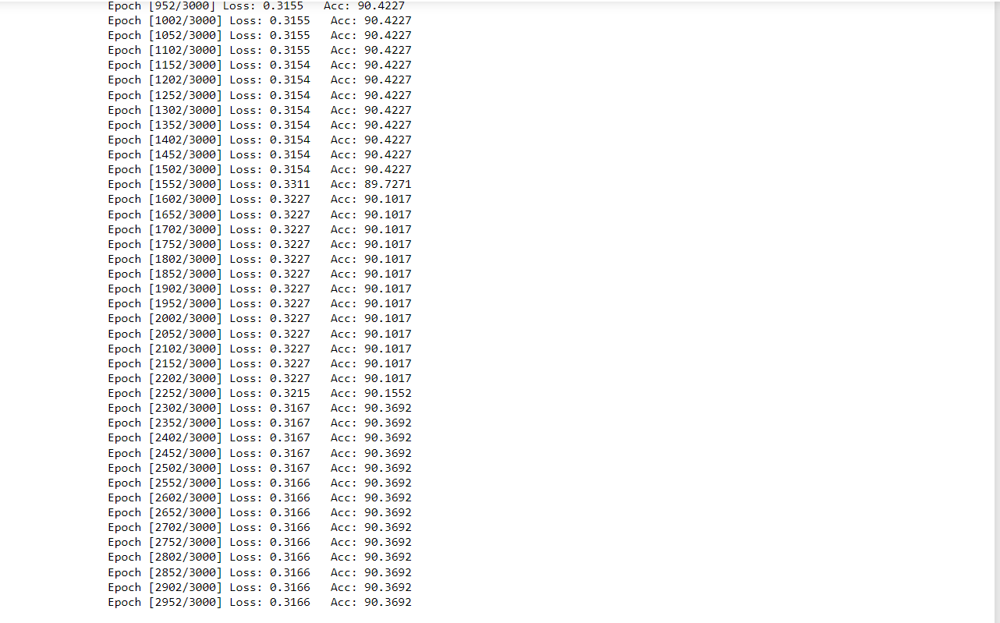 Epoch [952/3000] Loss: 0.3155   Acc: 90.4227
Epoch [1002/3000] Loss: 0.3155   Acc: 90.4227
Epoch [1052/3000] Loss: 0.3155   Acc: 90.4227
Epoch [1102/3000] Loss: 0.3155   Acc: 90.4227
Epoch [1152/3000] Loss: 0.3154   Acc: 90.4227
Epoch [1202/3000] Loss: 0.3154   Acc: 90.4227
Epoch [1252/3000] Loss: 0.3154   Acc: 90.4227
Epoch [1302/3000] Loss: 0.3154   Acc: 90.4227
Epoch [1352/3000] Loss: 0.3154   Acc: 90.4227
Epoch [1402/3000] Loss: 0.3154   Acc: 90.4227
Epoch [1452/3000] Loss: 0.3154   Acc: 90.4227
Epoch [1502/3000] Loss: 0.3154   Acc: 90.4227
Epoch [1552/3000] Loss: 0.3311   Acc: 89.7271
Epoch [1602/3000] Loss: 0.3227   Acc: 90.1017
Epoch [1652/3000] Loss: 0.3227   Acc: 90.1017
Epoch [1702/3000] Loss: 0.3227   Acc: 90.1017
Epoch [1752/3000] Loss: 0.3227   Acc: 90.1017
Epoch [1802/3000] Loss: 0.3227   Acc: 90.1017
Epoch [1852/3000] Loss: 0.3227   Acc: 90.1017
Epoch [1902/3000] Loss: 0.3227   Acc: 90.1017
Epoch [1952/3000] Loss: 0.3227   Acc: 90.1017
Epoch [2002/3000] Loss: 0.3227   Acc: 90.1017
Epoch [2052/3000] Loss: 0.3227   Acc: 90.1017
Epoch [2102/3000] Loss: 0.3227   Acc: 90.1017
Epoch [2152/3000] Loss: 0.3227   Acc: 90.1017
Epoch [2202/3000] Loss: 0.3227   Acc: 90.1017
Epoch [2252/3000] Loss: 0.3215   Acc: 90.1552
Epoch [2302/3000] Loss: 0.3167   Acc: 90.3692
Epoch [2352/3000] Loss: 0.3167   Acc: 90.3692
Epoch [2402/3000] Loss: 0.3167   Acc: 90.3692
Epoch [2452/3000] Loss: 0.3167   Acc: 90.3692
Epoch [2502/3000] Loss: 0.3167   Acc: 90.3692
Epoch [2552/3000] Loss: 0.3166   Acc: 90.3692
Epoch [2602/3000] Loss: 0.3166   Acc: 90.3692
Epoch [2652/3000] Loss: 0.3166   Acc: 90.3692
Epoch [2702/3000] Loss: 0.3166   Acc: 90.3692
Epoch [2752/3000] Loss: 0.3166   Acc: 90.3692
Epoch [2802/3000] Loss: 0.3166   Acc: 90.3692
Epoch [2852/3000] Loss: 0.3166   Acc: 90.3692
Epoch [2902/3000] Loss: 0.3166   Acc: 90.3692
Epoch [2952/3000] Loss: 0.3166   Acc: 90.3692